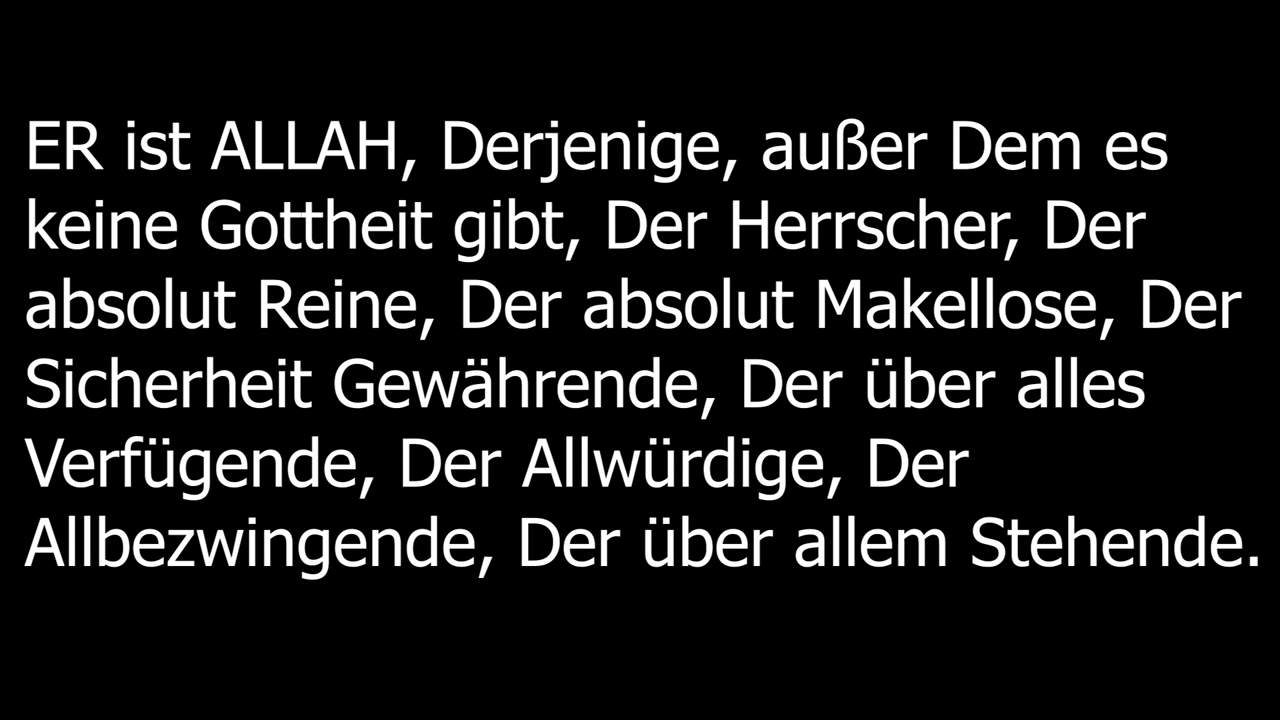 ER ist ALLAH, Derjenige, außer Dem es
keine Gottheit gibt, Der Herrscher, Der
absolut Reine, Der absolut Makellose, Der
Sicherheit Gewährende, Der über alles
Verfügende, Der Allwürdige, Der
Allbezwingende, Der über allem Stehende.